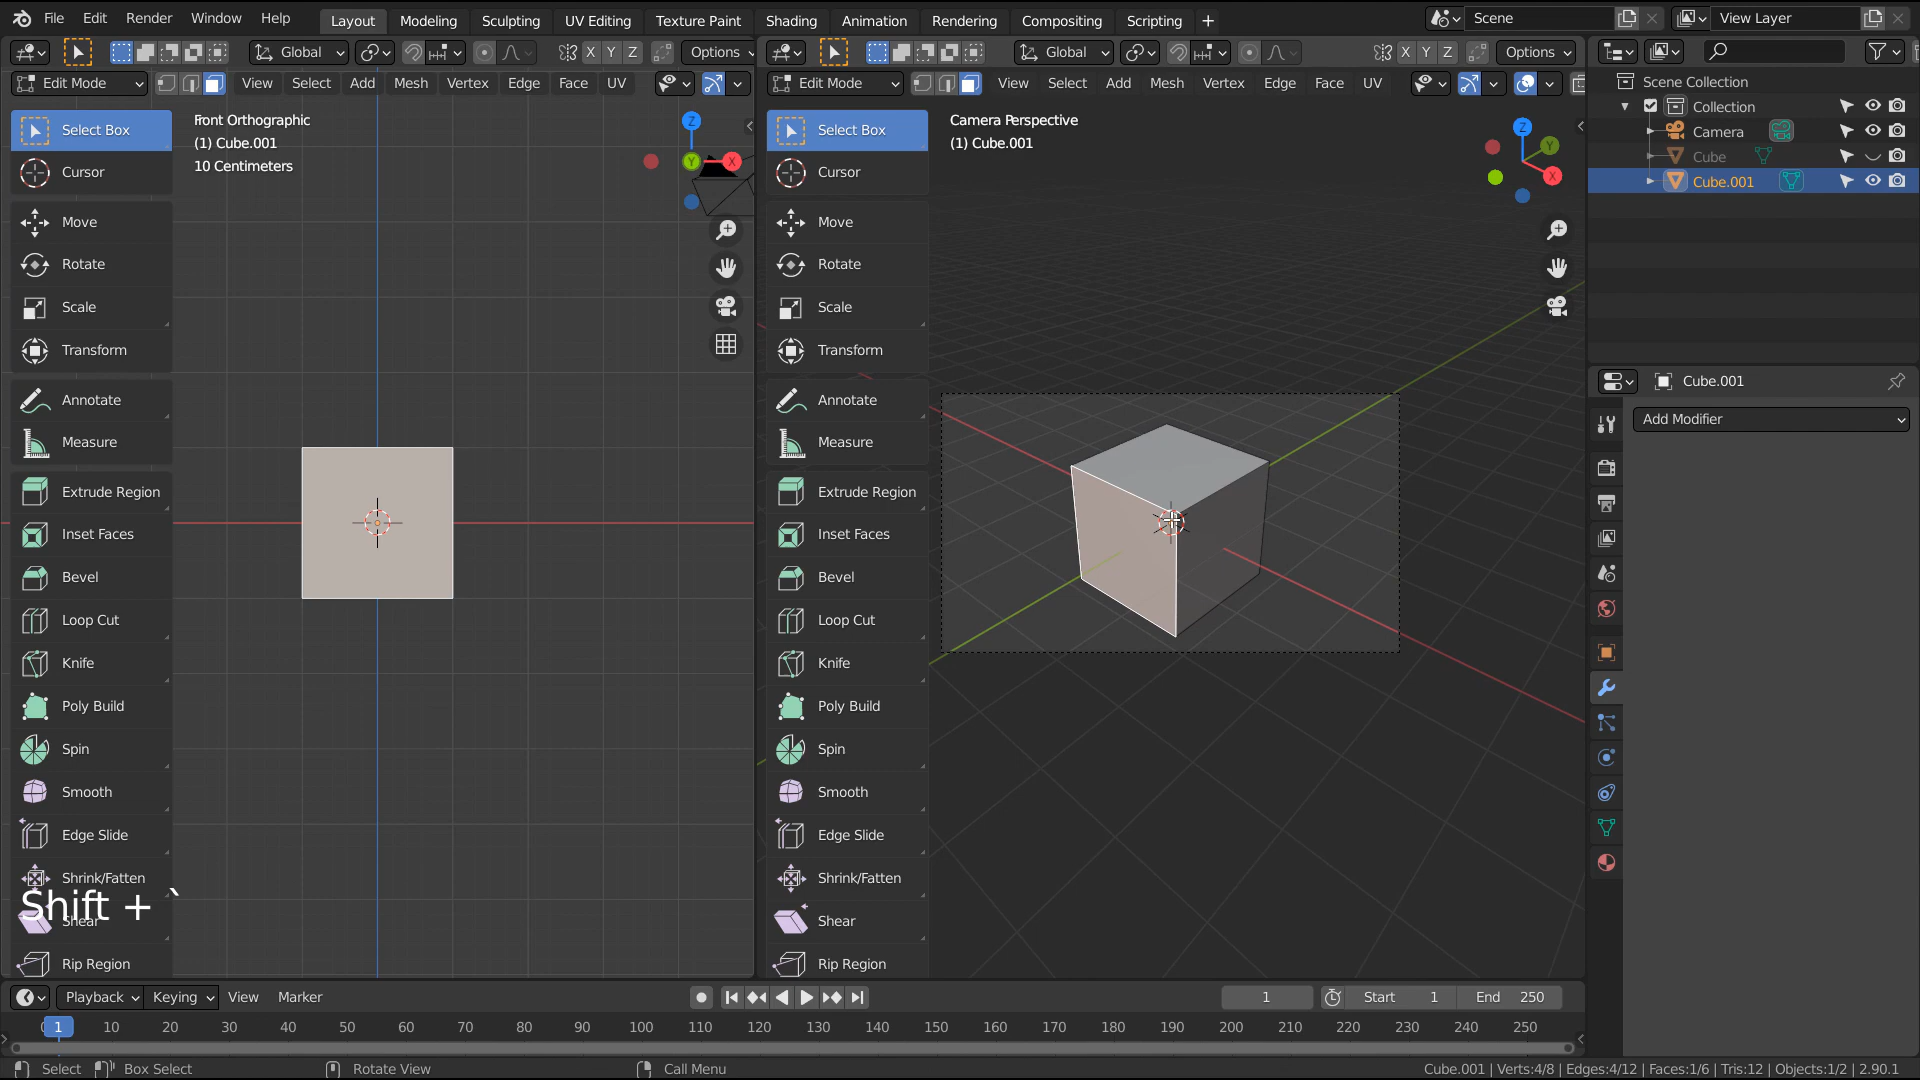 File Edit Render Window Help Layout Modeling Sculpting UV Editing Texture Paint Shading Animation Rendering Compositing Scripting + Scene View Layer
Global X Y Z Options Global X Y Z Options
Edit Mode View Select Add Mesh Vertex Edge Face UV Edit Mode View Select Add Mesh Vertex Edge Face UV
Front Orthographic
(1) Cube.001
10 Centimeters
Z
Y
X
Select Box
Cursor
Move
Rotate
Scale
Transform
Annotate
Measure
Extrude Region
Inset Faces
Bevel
Loop Cut
Knife
Poly Build
Spin
Smooth
Edge Slide
Shrink/Fatten
Shear
Rip Region
Shift + `
Camera Perspective
(1) Cube.001
Z
Y
X
Select Box
Cursor
Move
Rotate
Scale
Transform
Annotate
Measure
Extrude Region
Inset Faces
Bevel
Loop Cut
Knife
Poly Build
Spin
Smooth
Edge Slide
Shrink/Fatten
Shear
Rip Region
Scene Collection
Collection
Camera
Cube
Cube.001
Cube.001
Add Modifier
Playback Keying View Marker 1 Start 1 End 250
1 10 20 30 40 50 60 70 80 90 100 110 120 130 140 150 160 170 180 190 200 210 220 230 240 250
Select Box Select Rotate View Call Menu Cube.001 | Verts:4/8 | Edges:4/12 | Faces:1/6 | Tris:12 | Objects:1/2 | 2.90.1